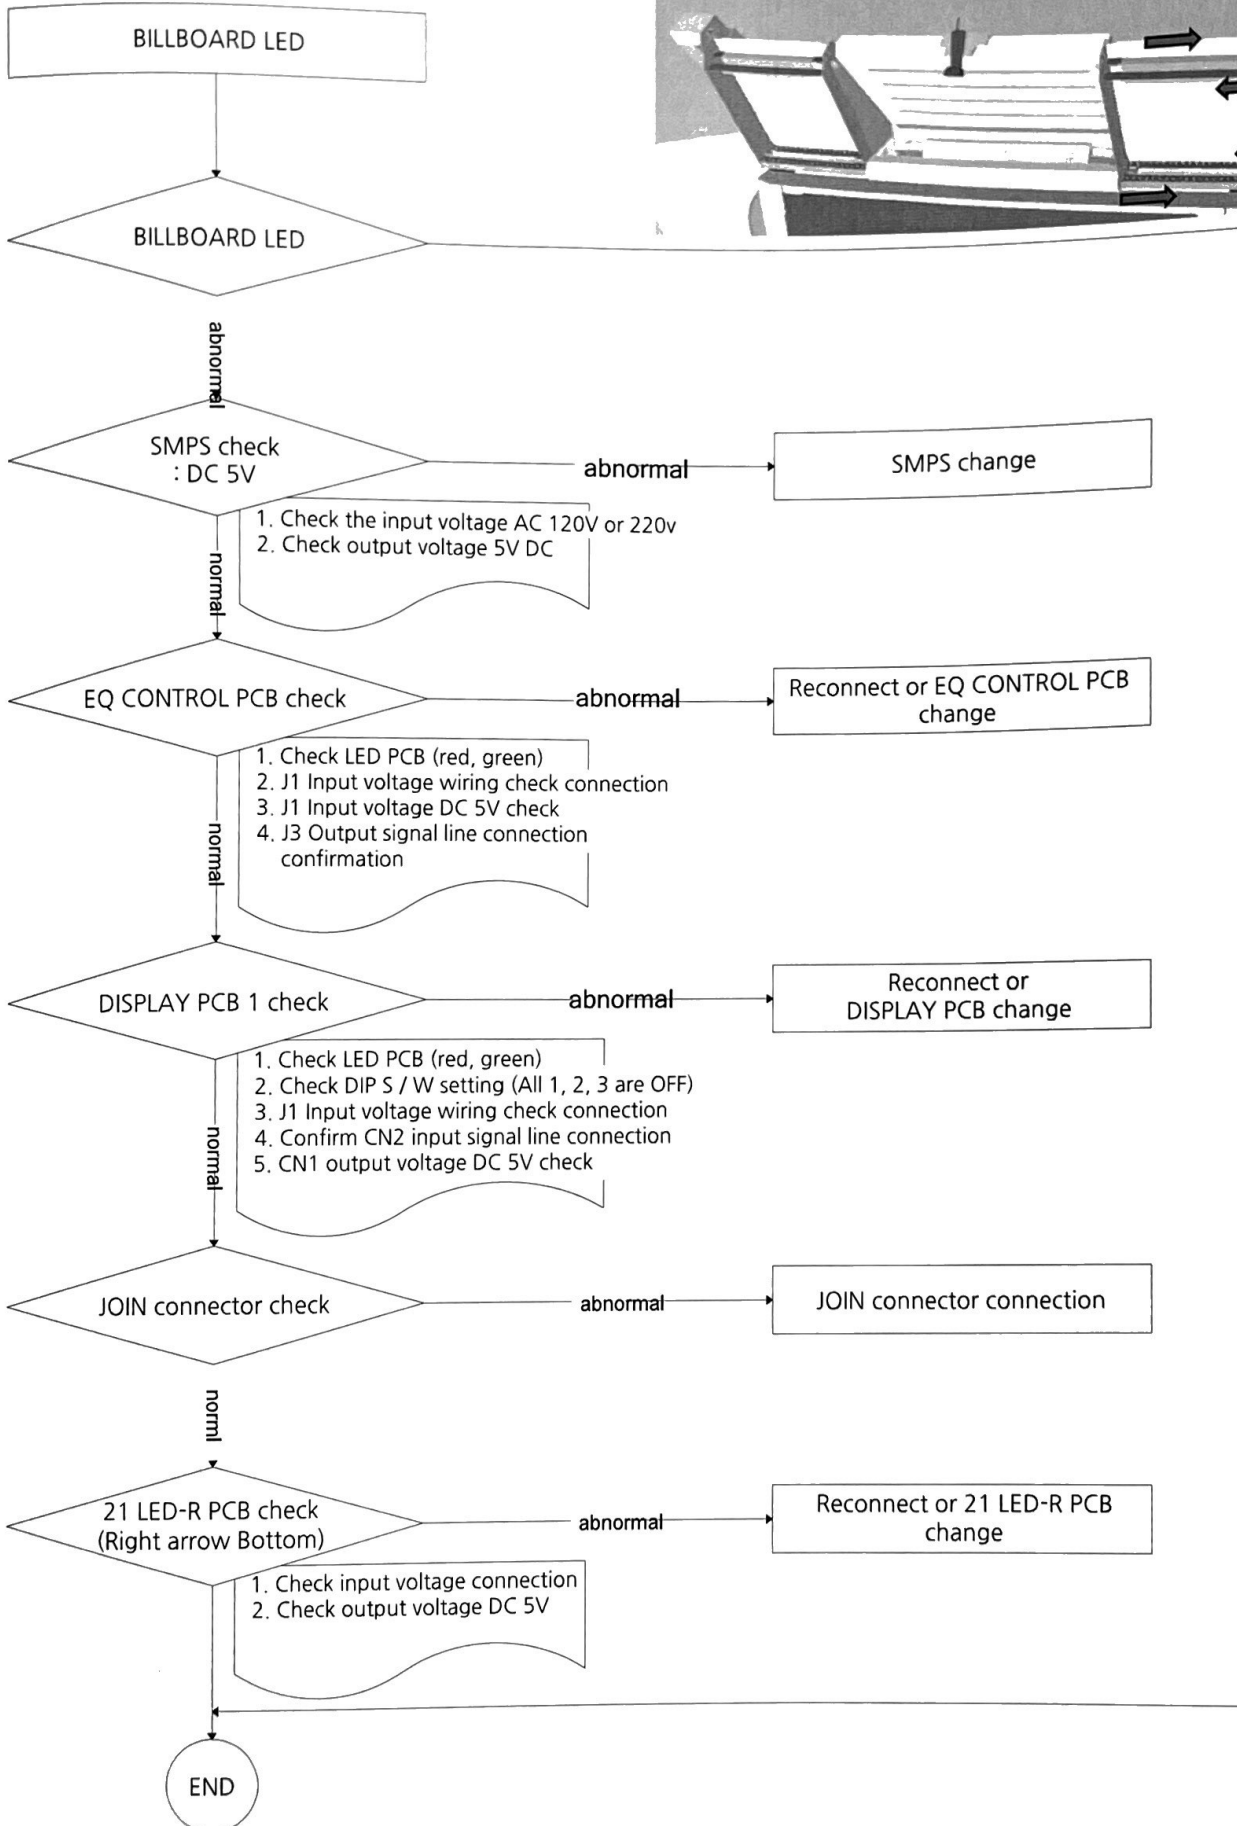 BILLBOARD LED
BILLBOARD LED
abnormal
SMPS check
: DC 5V
abnormal
SMPS change
1. Check the input voltage AC 120V or 220v
2. Check output voltage 5V DC
normal
EQ CONTROL PCB check
abnormal
Reconnect or EQ CONTROL PCB
change
1. Check LED PCB (red, green)
2. J1 Input voltage wiring check connection
3. J1 Input voltage DC 5V check
4. J3 Output signal line connection
confirmation
normal
DISPLAY PCB 1 check
abnormal
Reconnect or
DISPLAY PCB change
1. Check LED PCB (red, green)
2. Check DIP S / W setting (All 1, 2, 3 are OFF)
3. J1 Input voltage wiring check connection
4. Confirm CN2 input signal line connection
5. CN1 output voltage DC 5V check
normal
JOIN connector check
abnormal
JOIN connector connection
norml
21 LED-R PCB check
(Right arrow Bottom)
abnormal
Reconnect or 21 LED-R PCB
change
1. Check input voltage connection
2. Check output voltage DC 5V
END